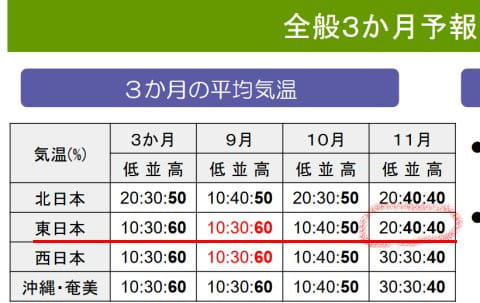 全般3か月予報
3か月の平均気温
気温(%) 3か月 9月 10月 11月
低 並 高 低 並 高 低 並 高 低 並 高
北日本 20:30:50 10:40:50 20:30:50 20:40:40
東日本 10:30:60 10:30:60 10:40:50 20:40:40
西日本 10:30:60 10:30:60 10:40:50 30:30:40
沖縄・奄美 10:30:60 10:30:60 10:40:50 30:30:40